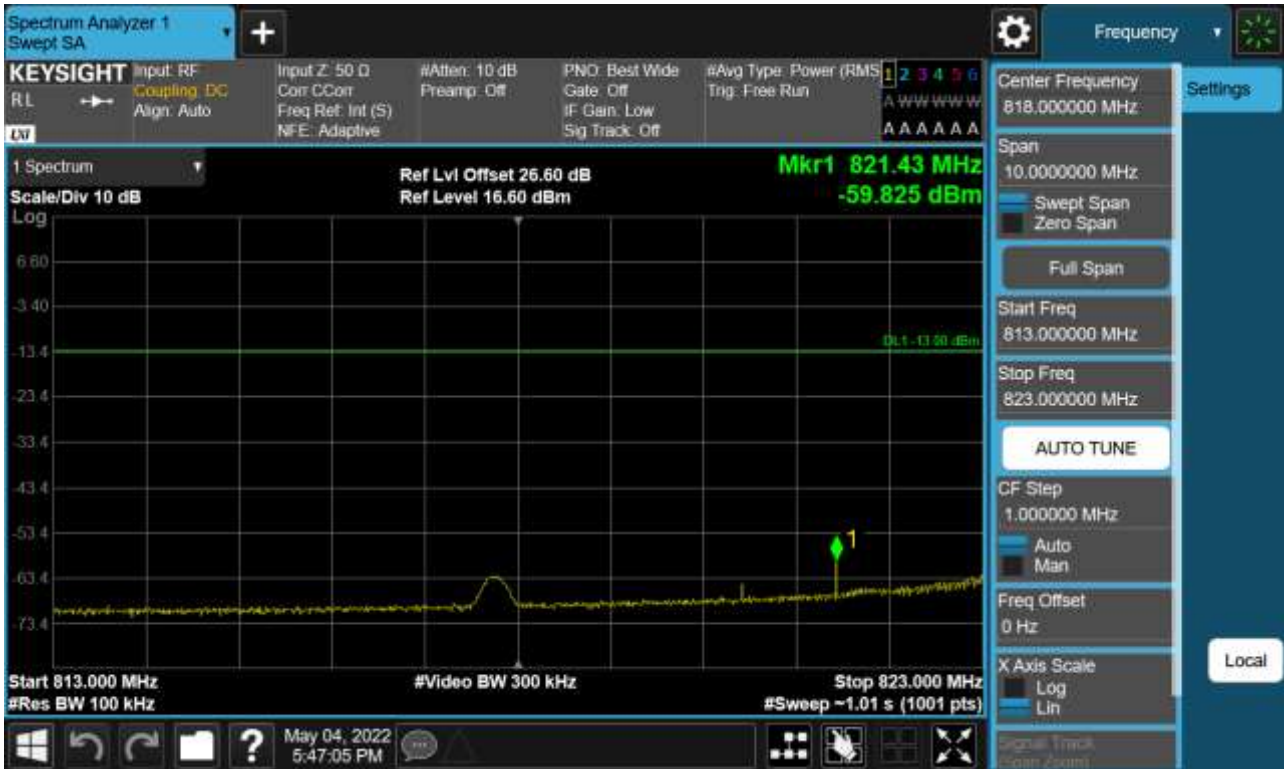 Spectrum Analyzer 1
Swept SA
+
Frequency
KEYSIGHT
RL
Input: RF
Coupling: DC
Align: Auto
Input Z: 50 Ω
Corr CCorr
Freq Ref: Int (S)
NFE: Adaptive
#Atten: 10 dB
Preamp: Off
PNO: Best Wide
Gate: Off
IF Gain: Low
Sig Track: Off
#Avg Type: Power (RMS
Trig: Free Run
1 2 3 4 5 6
A W W W W W
A A A A A A
1 Spectrum
Scale/Div 10 dB
Log
Ref Lvl Offset 26.60 dB
Ref Level 16.60 dBm
Mkr1 821.43 MHz
-59.825 dBm
6.60
-3.40
DL1 -13.00 dBm
-13.4
-23.4
-33.4
-43.4
-53.4
1
-63.4
-73.4
Start 813.000 MHz
#Res BW 100 kHz
#Video BW 300 kHz
Stop 823.000 MHz
#Sweep ~1.01 s (1001 pts)
Center Frequency
818.000000 MHz
Settings
Span
10.0000000 MHz
Swept Span
Zero Span
Full Span
Start Freq
813.000000 MHz
Stop Freq
823.000000 MHz
AUTO TUNE
CF Step
1.000000 MHz
Auto
Man
Freq Offset
0 Hz
X Axis Scale
Log
Lin
Local
Signal Track
(Span Zoom)
?
May 04, 2022
5:47:05 PM